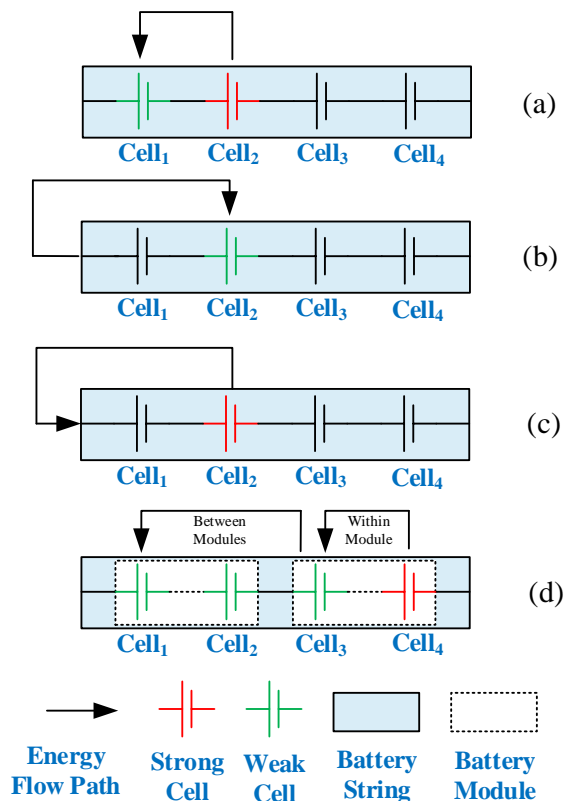 (a)
Cell₁ Cell₂ Cell₃ Cell₄
(b)
Cell₁ Cell₂ Cell₃ Cell₄
(c)
Cell₁ Cell₂ Cell₃ Cell₄
Between
Modules
Within
Module
(d)
Cell₁ Cell₂ Cell₃ Cell₄
Energy
Flow Path
Strong
Cell
Weak
Cell
Battery
String
Battery
Module